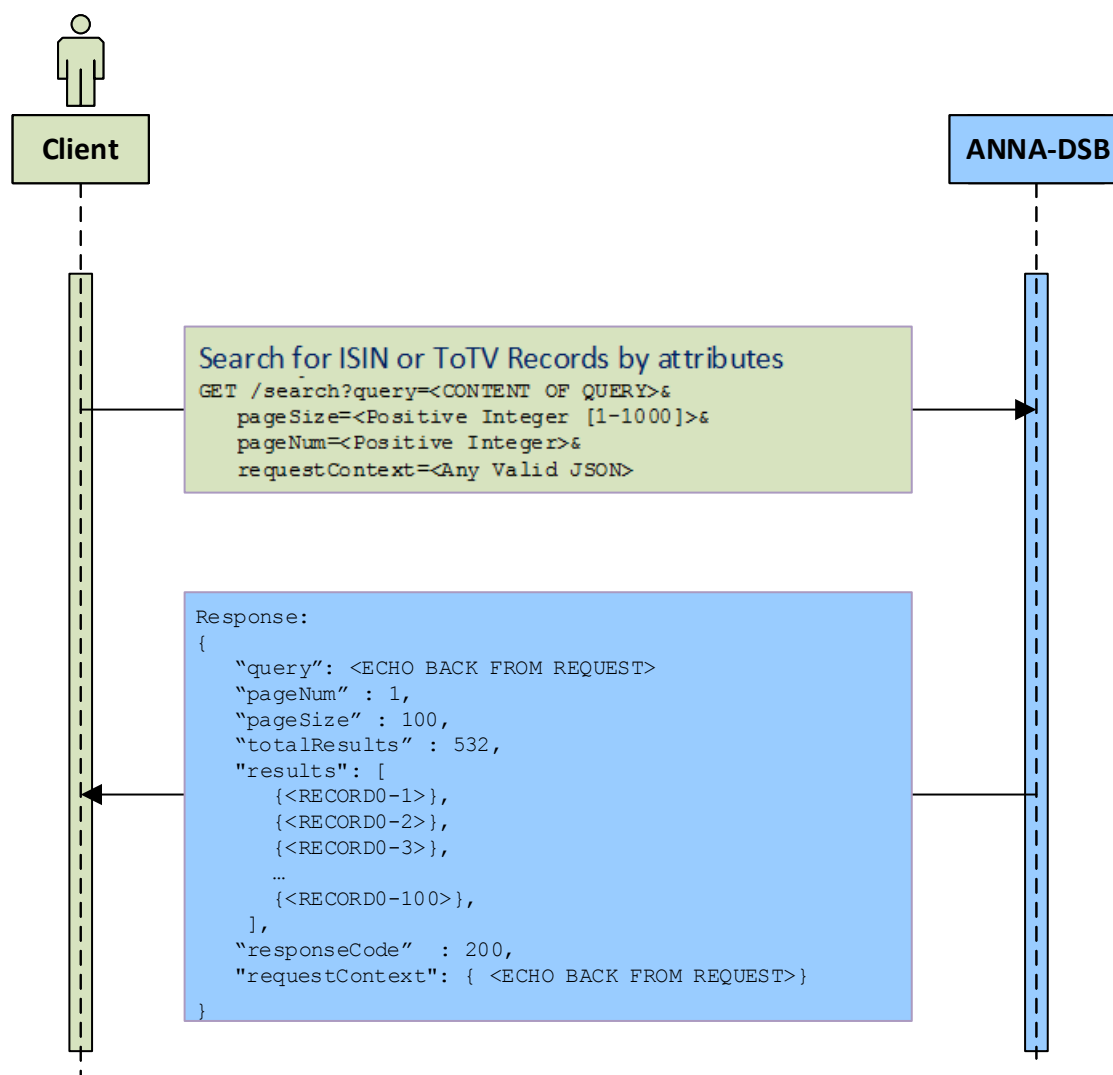 Client
ANNA-DSB
Search for ISIN or ToTV Records by attributes
GET /search?query=<CONTENT OF QUERY>&
pageSize=<Positive Integer [1-1000]>&
pageNum=<Positive Integer>&
requestContext=<Any Valid JSON>
Response:
{
“query”: <ECHO BACK FROM REQUEST>
“pageNum” : 1,
“pageSize” : 100,
“totalResults” : 532,
"results": [
{<RECORD0-1>},
{<RECORD0-2>},
{<RECORD0-3>},
…
{<RECORD0-100>},
],
“responseCode” : 200,
"requestContext": { <ECHO BACK FROM REQUEST>}
}